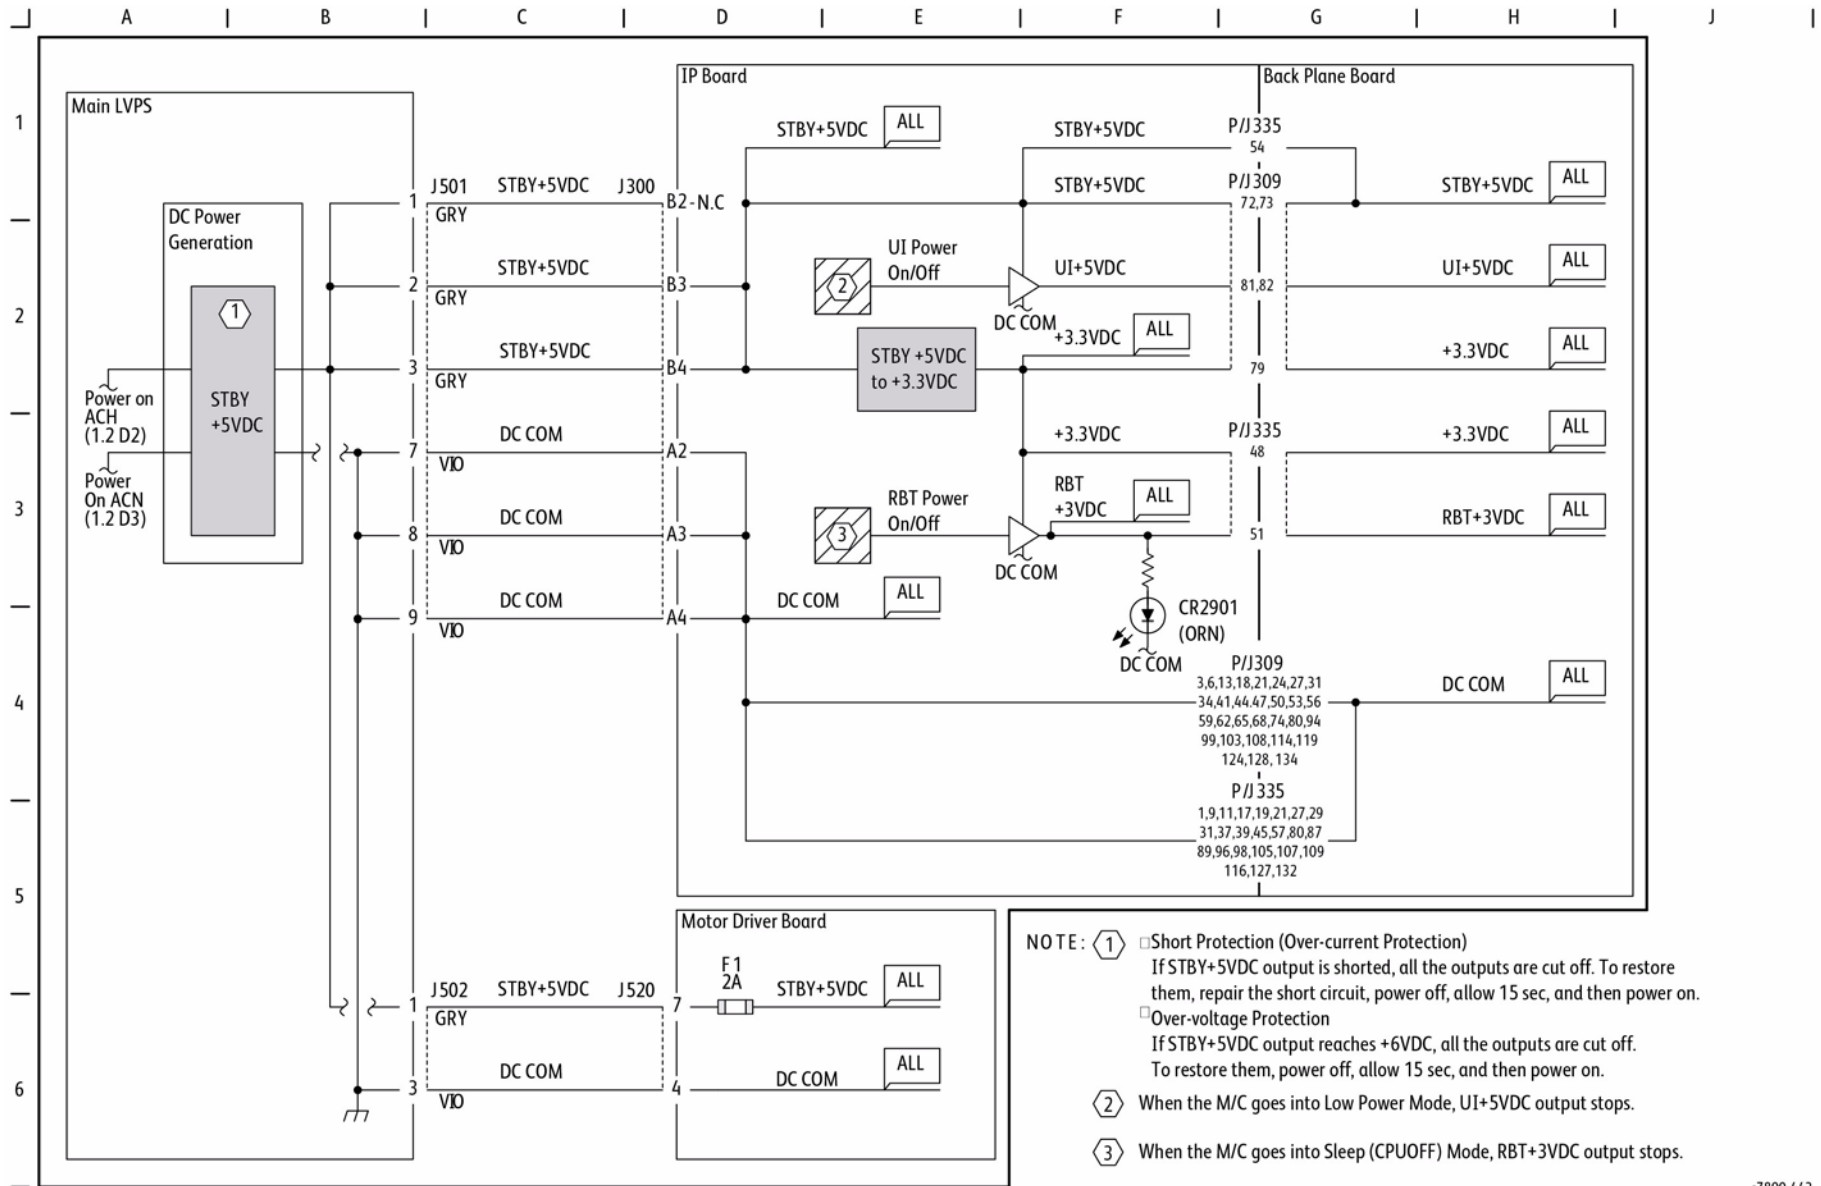 A B C D E F G H J
1
2
3
4
5
6
Main LVPS
DC Power
Generation
1
STBY
+5VDC
Power on
ACH
(1.2 D2)
Power
On ACN
(1.2 D3)
1 J501 STBY+5VDC J300 B2-N.C
GRY
2 STBY+5VDC B3
GRY
3 STBY+5VDC B4
GRY
7 DC COM A2
VIO
8 DC COM A3
VIO
9 DC COM A4
VIO
1 J502 STBY+5VDC J520 7
GRY
3 DC COM 4
VIO
IP Board
STBY+5VDC ALL
STBY+5VDC
STBY+5VDC
2
UI Power
On/Off
UI+5VDC
DC COM
+3.3VDC ALL
STBY +5VDC
to +3.3VDC
+3.3VDC
3
RBT Power
On/Off
RBT
+3VDC ALL
DC COM
DC COM ALL
CR2901
(ORN)
DC COM
Back Plane Board
P/J335
54
P/J309
72,73
81,82
79
P/J335
48
51
P/J309
3,6,13,18,21,24,27,31
34,41,44.47,50,53,56
59,62,65,68,74,80,94
99,103,108,114,119
124,128,134
P/J335
1,9,11,17,19,21,27,29
31,37,39,45,57,80,87
89,96,98,105,107,109
116,127,132
STBY+5VDC ALL
UI+5VDC ALL
+3.3VDC ALL
+3.3VDC ALL
RBT+3VDC ALL
DC COM ALL
Motor Driver Board
F1
2A
STBY+5VDC ALL
DC COM ALL
NOTE: 1 □Short Protection (Over-current Protection)
If STBY+5VDC output is shorted, all the outputs are cut off. To restore
them, repair the short circuit, power off, allow 15 sec, and then power on.
□Over-voltage Protection
If STBY+5VDC output reaches +6VDC, all the outputs are cut off.
To restore them, power off, allow 15 sec, and then power on.
2 When the M/C goes into Low Power Mode, UI+5VDC output stops.
3 When the M/C goes into Sleep (CPUOFF) Mode, RBT+3VDC output stops.